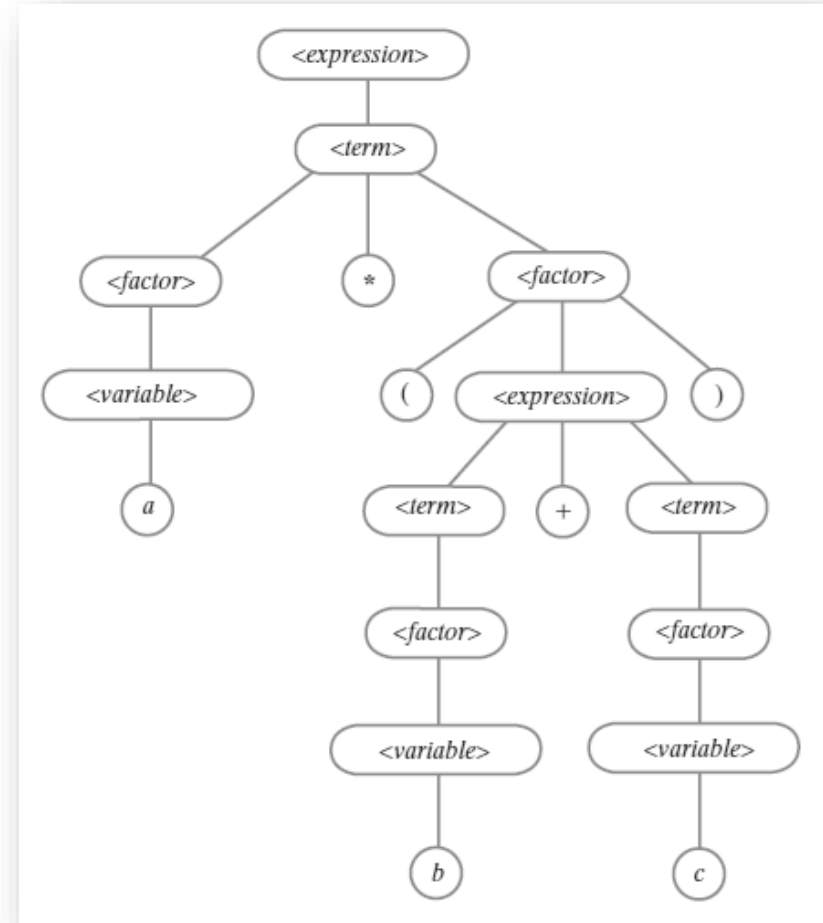 <expression>
<term>
<factor> * <factor>
<variable> ( <expression> )
a <term> + <term>
<factor> <factor>
<variable> <variable>
b c